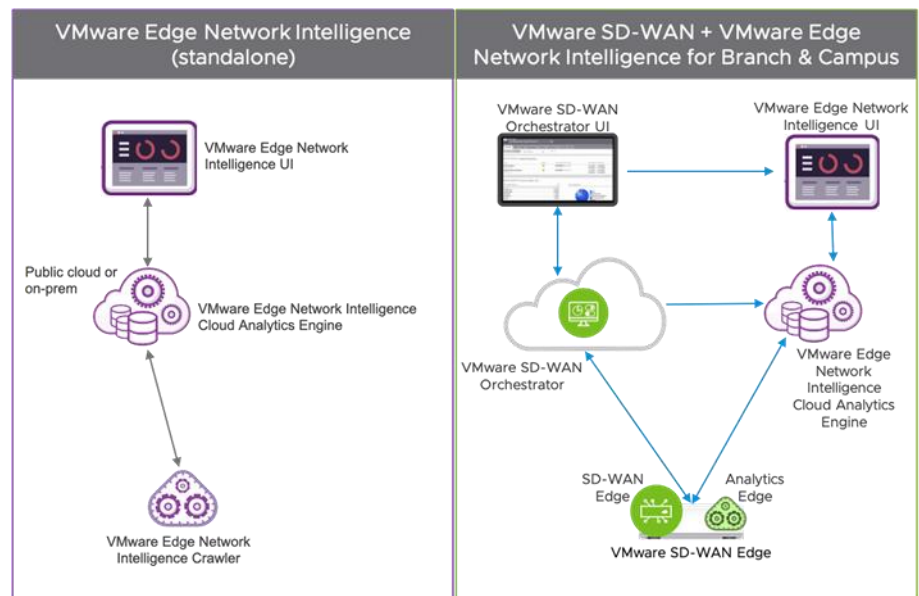 VMware Edge Network Intelligence
(standalone)
VMware Edge Network
Intelligence UI
Public cloud or
on-prem
VMware Edge Network Intelligence
Cloud Analytics Engine
VMware Edge Network
Intelligence Crawler
VMware SD-WAN + VMware Edge
Network Intelligence for Branch & Campus
VMware SD-WAN
Orchestrator UI
VMware Edge Network
Intelligence UI
VMware SD-WAN
Orchestrator
VMware Edge
Network
Intelligence
Cloud Analytics
Engine
SD-WAN
Edge
Analytics
Edge
VMware SD-WAN Edge